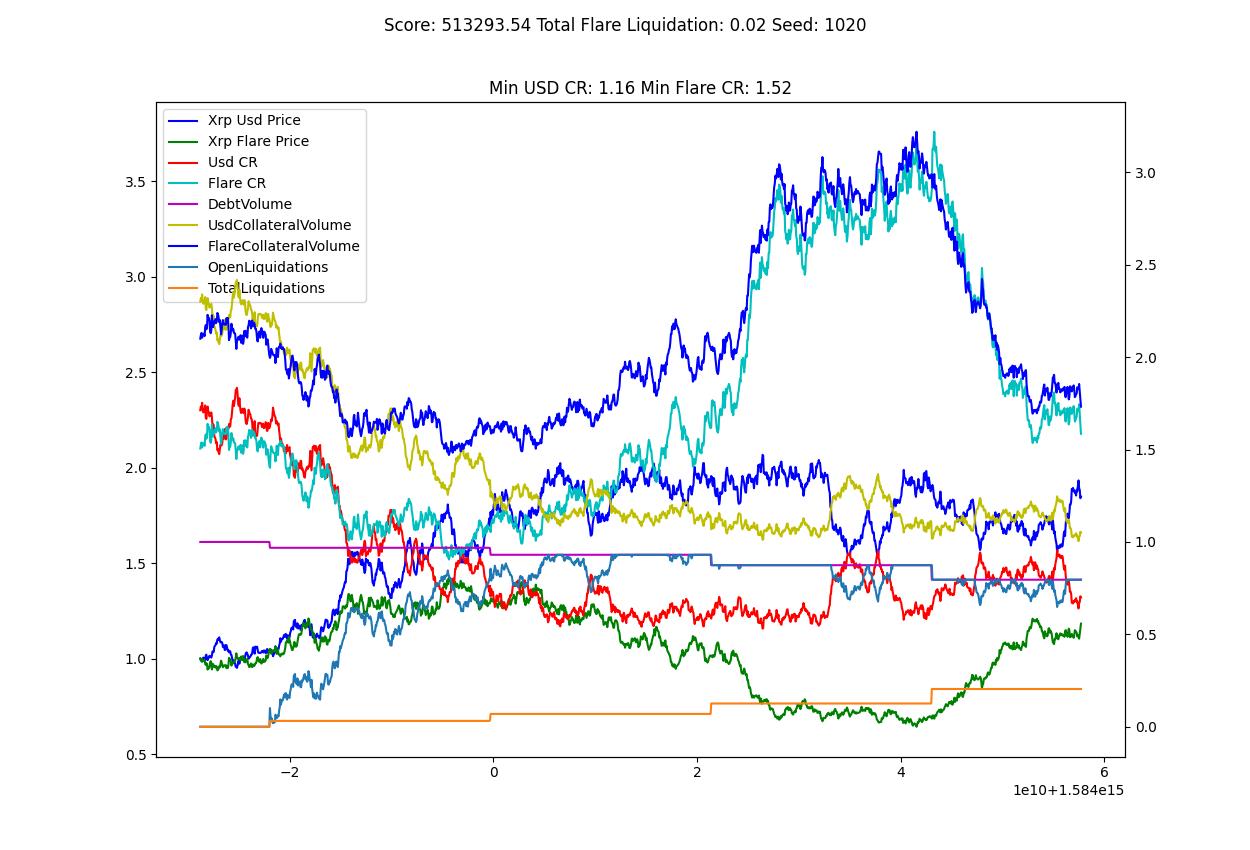 Score: 513293.54 Total Flare Liquidation: 0.02 Seed: 1020
Min USD CR: 1.16 Min Flare CR: 1.52
Xrp Usd Price
Xrp Flare Price
Usd CR
Flare CR
DebtVolume
UsdCollateralVolume
FlareCollateralVolume
OpenLiquidations
TotalLiquidations
3.5
3.0
2.5
2.0
1.5
1.0
0.5
3.0
2.5
2.0
1.5
1.0
0.5
0.0
−2
0
2
4
6
1e10+1.584e15